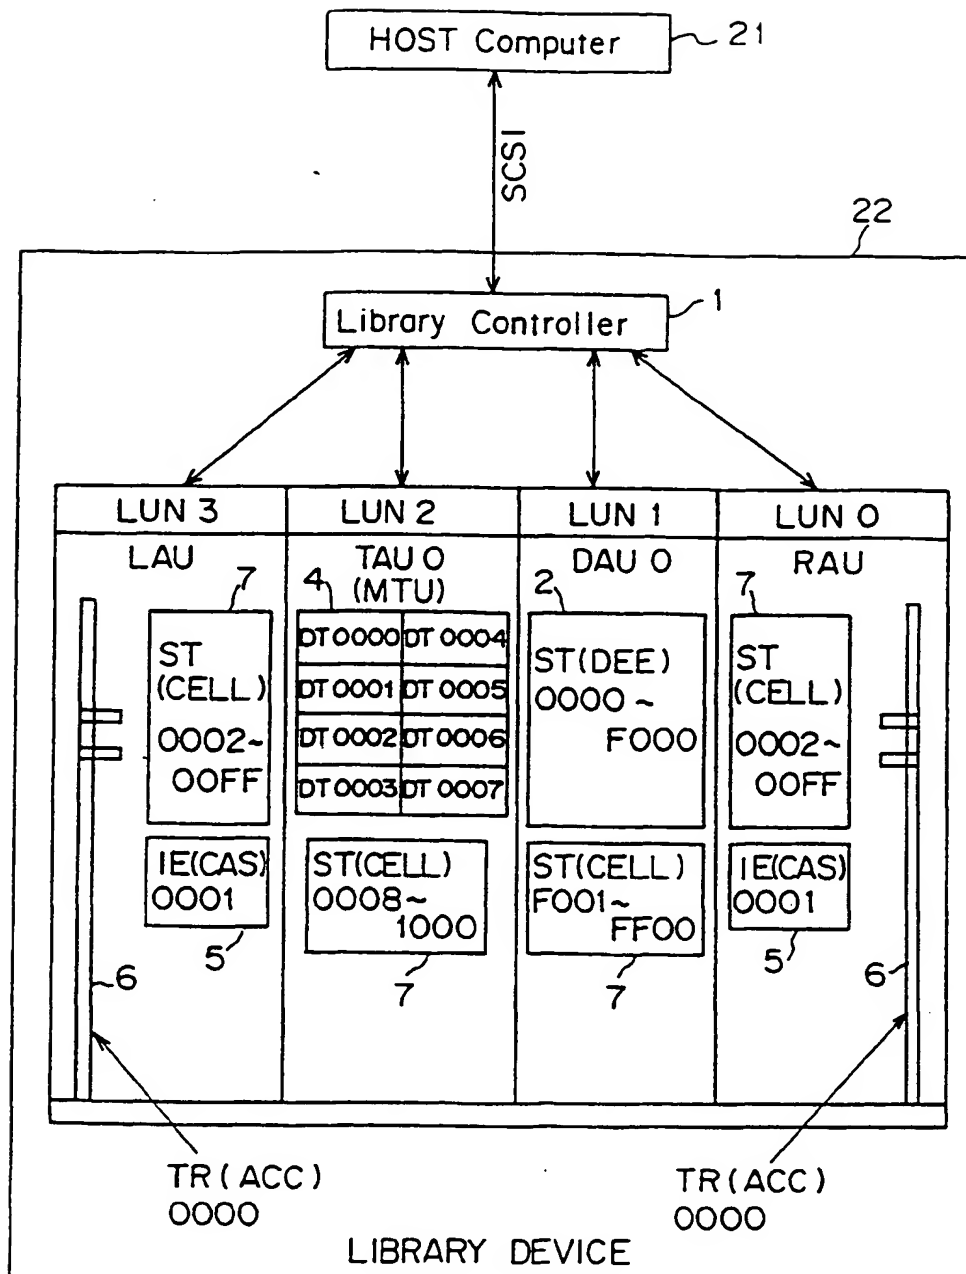 HOST Computer
21
SCSI
22
Library Controller
1
LUN 3
LUN 2
LUN 1
LUN 0
LAU
TAU 0
(MTU)
DAU 0
RAU
7
4
2
7
ST
(CELL)
0002~
00FF
DT 0000
DT 0004
DT 0001
DT 0005
DT 0002
DT 0006
DT 0003
DT 0007
ST(DEE)
0000~
F000
ST
(CELL)
0002~
00FF
IE(CAS)
0001
ST(CELL)
0008~
1000
ST(CELL)
F001~
FF00
IE(CAS)
0001
6
5
7
7
5
6
TR(ACC)
0000
TR(ACC)
0000
LIBRARY DEVICE